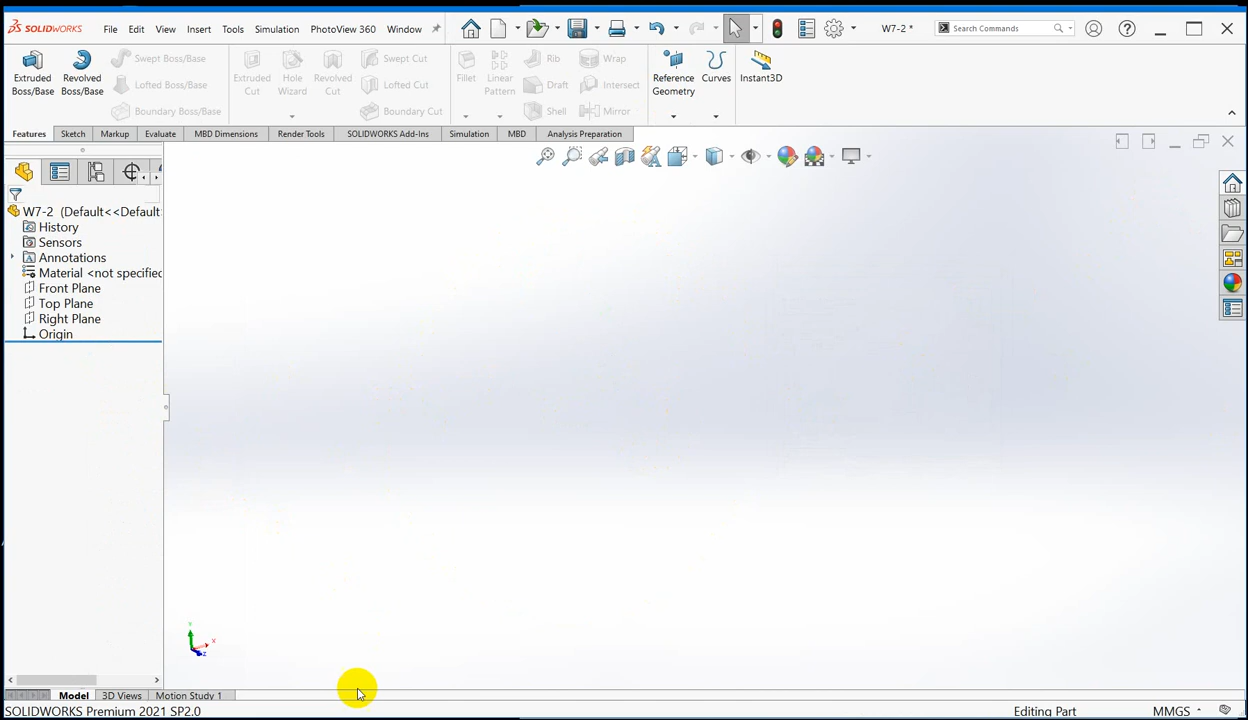 SOLIDWORKS File Edit View Insert Tools Simulation PhotoView 360 Window W7-2 * Search Commands
Extruded Boss/Base
Revolved Boss/Base
Swept Boss/Base
Lofted Boss/Base
Boundary Boss/Base
Extruded Cut
Hole Wizard
Revolved Cut
Swept Cut
Lofted Cut
Boundary Cut
Fillet
Linear Pattern
Rib
Draft
Shell
Wrap
Intersect
Mirror
Reference Geometry
Curves
Instant3D
Features Sketch Markup Evaluate MBD Dimensions Render Tools SOLIDWORKS Add-Ins Simulation MBD Analysis Preparation
W7-2 (Default<<Default
History
Sensors
Annotations
Material <not specified
Front Plane
Top Plane
Right Plane
Origin
Y
X
Z
Model 3D Views Motion Study 1
SOLIDWORKS Premium 2021 SP2.0 Editing Part MMGS